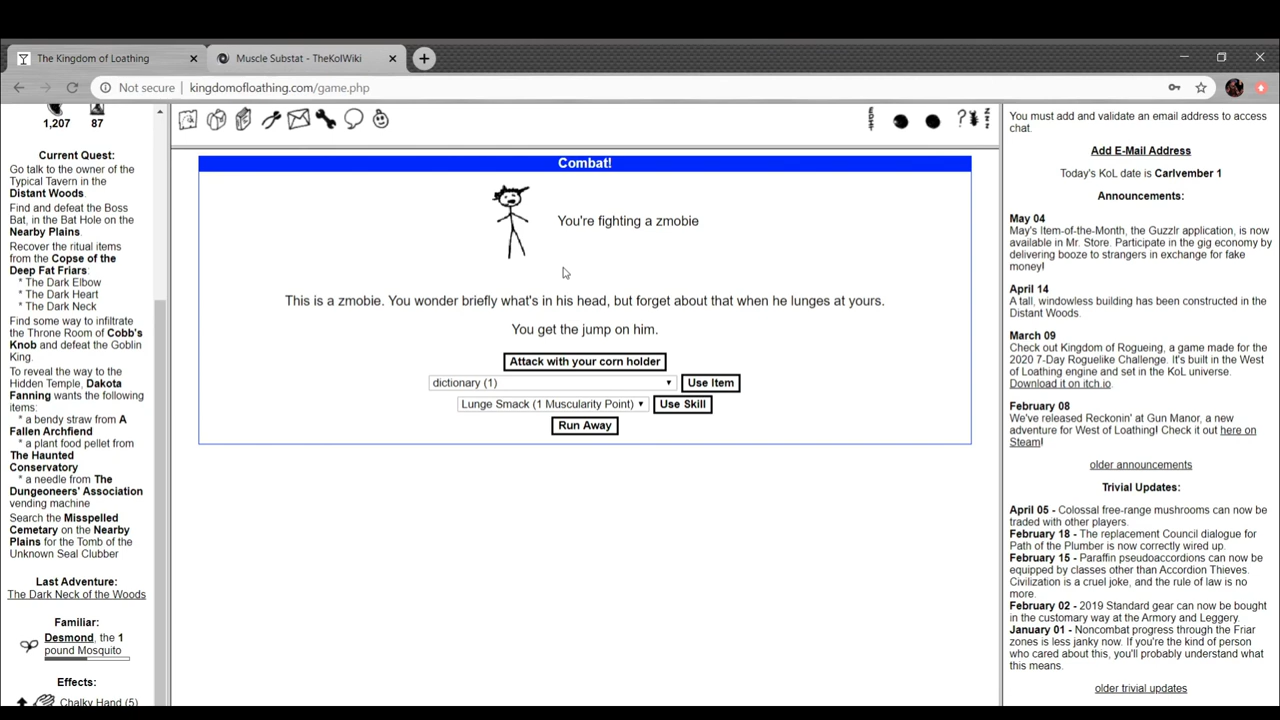 The Kingdom of Loathing
Muscle Substat - TheKolWiki
Not secure
kingdomofloathing.com/game.php
1,207
87
Current Quest:
Go talk to the owner of the
Typical Tavern in the
Distant Woods.
Find and defeat the Boss
Bat, in the Bat Hole on the
Nearby Plains.
Recover the ritual items
from the Copse of the
Deep Fat Friars:
* The Dark Elbow
* The Dark Heart
* The Dark Neck
Find some way to infiltrate
the Throne Room of Cobb's
Knob and defeat the Goblin
King.
To reveal the way to the
Hidden Temple, Dakota
Fanning wants the following
items:
* a bendy straw from A
Fallen Archfiend
* a plant food pellet from
The Haunted
Conservatory
* a needle from The
Dungeoneers' Association
vending machine
Search the Misspelled
Cemetary on the Nearby
Plains for the Tomb of the
Unknown Seal Clubber
Last Adventure:
The Dark Neck of the Woods
Familiar:
Desmond, the 1
pound Mosquito
Effects:
Chalky Hand (5)
Combat!
You're fighting a zmobie
This is a zmobie. You wonder briefly what's in his head, but forget about that when he lunges at yours.
You get the jump on him.
Attack with your corn holder
dictionary (1)
Use Item
Lunge Smack (1 Muscularity Point)
Use Skill
Run Away
You must add and validate an email address to access
chat.
Add E-Mail Address
Today's KoL date is Carlvember 1
Announcements:
May 04
May's Item-of-the-Month, the Guzzlr application, is now
available in Mr. Store. Participate in the gig economy by
delivering booze to strangers in exchange for fake
money!
April 14
A tall, windowless building has been constructed in the
Distant Woods.
March 09
Check out Kingdom of Rogueing, a game made for the
2020 7-Day Roguelike Challenge. It's built in the West
of Loathing engine and set in the KoL universe.
Download it on itch.io.
February 08
We've released Reckonin' at Gun Manor, a new
adventure for West of Loathing! Check it out here on
Steam!
older announcements
Trivial Updates:
April 05 - Colossal free-range mushrooms can now be
traded with other players.
February 18 - The replacement Council dialogue for
Path of the Plumber is now correctly wired up.
February 15 - Paraffin pseudoaccordions can now be
equipped by classes other than Accordion Thieves.
Civilization is a cruel joke, and the rule of law is no
more.
February 02 - 2019 Standard gear can now be bought
in the customary way at the Armory and Leggery.
January 01 - Noncombat progress through the Friar
zones is less janky now. If you're the kind of person
who cared about this, you'll probably understand what
this means.
older trivial updates